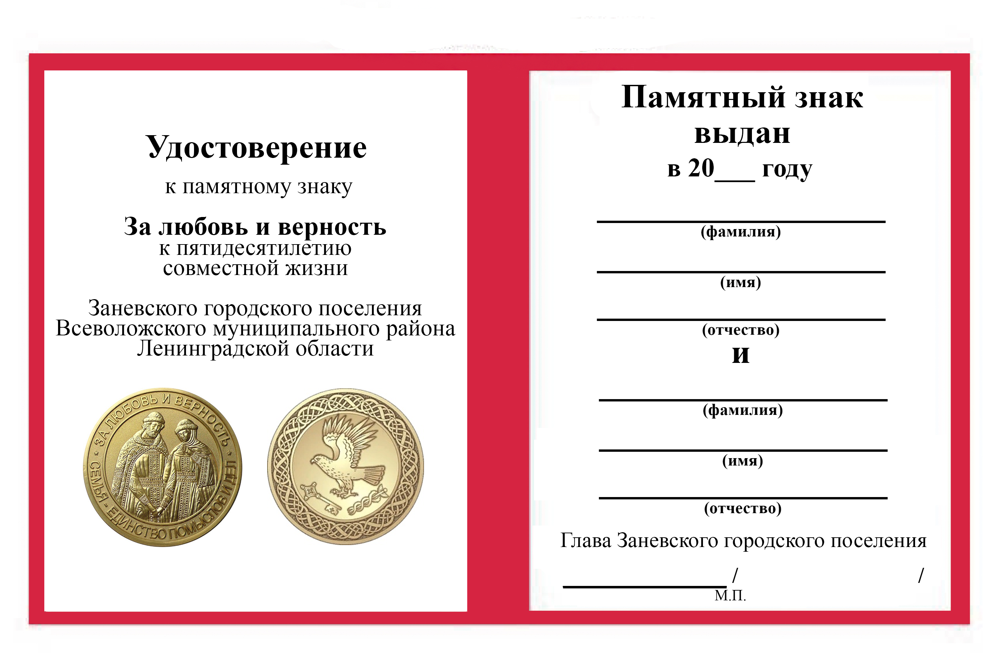 Удостоверение
к памятному знаку
За любовь и верность
к пятидесятилетию
совместной жизни
Заневского городского поселения
Всеволожского муниципального района
Ленинградской области
* ЗА ЛЮБОВЬ И ВЕРНОСТЬ *
СЕМЬЯ - ЕДИНСТВО ПОМЫСЛОВ И ДЕЛ
Памятный знак
выдан
в 20___ году
(фамилия)
(имя)
(отчество)
и
(фамилия)
(имя)
(отчество)
Глава Заневского городского поселения
____________ / /
М.П.